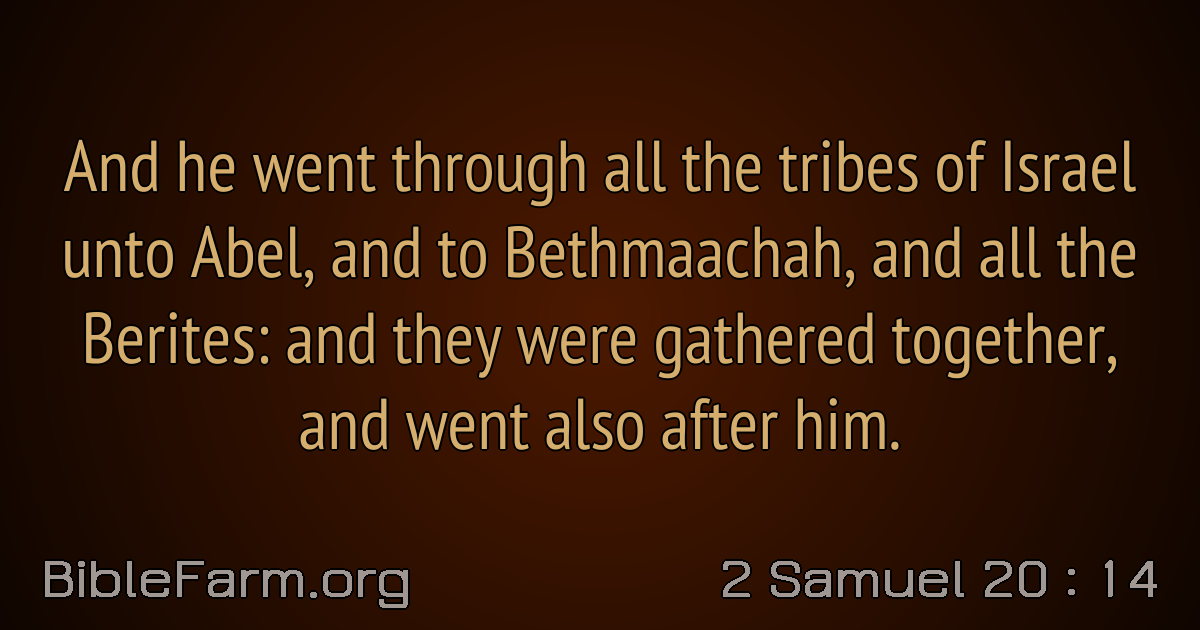 And he went through all the tribes of Israel
unto Abel, and to Bethmaachah, and all the
Berites: and they were gathered together,
and went also after him.
BibleFarm.org
2 Samuel 20 : 14